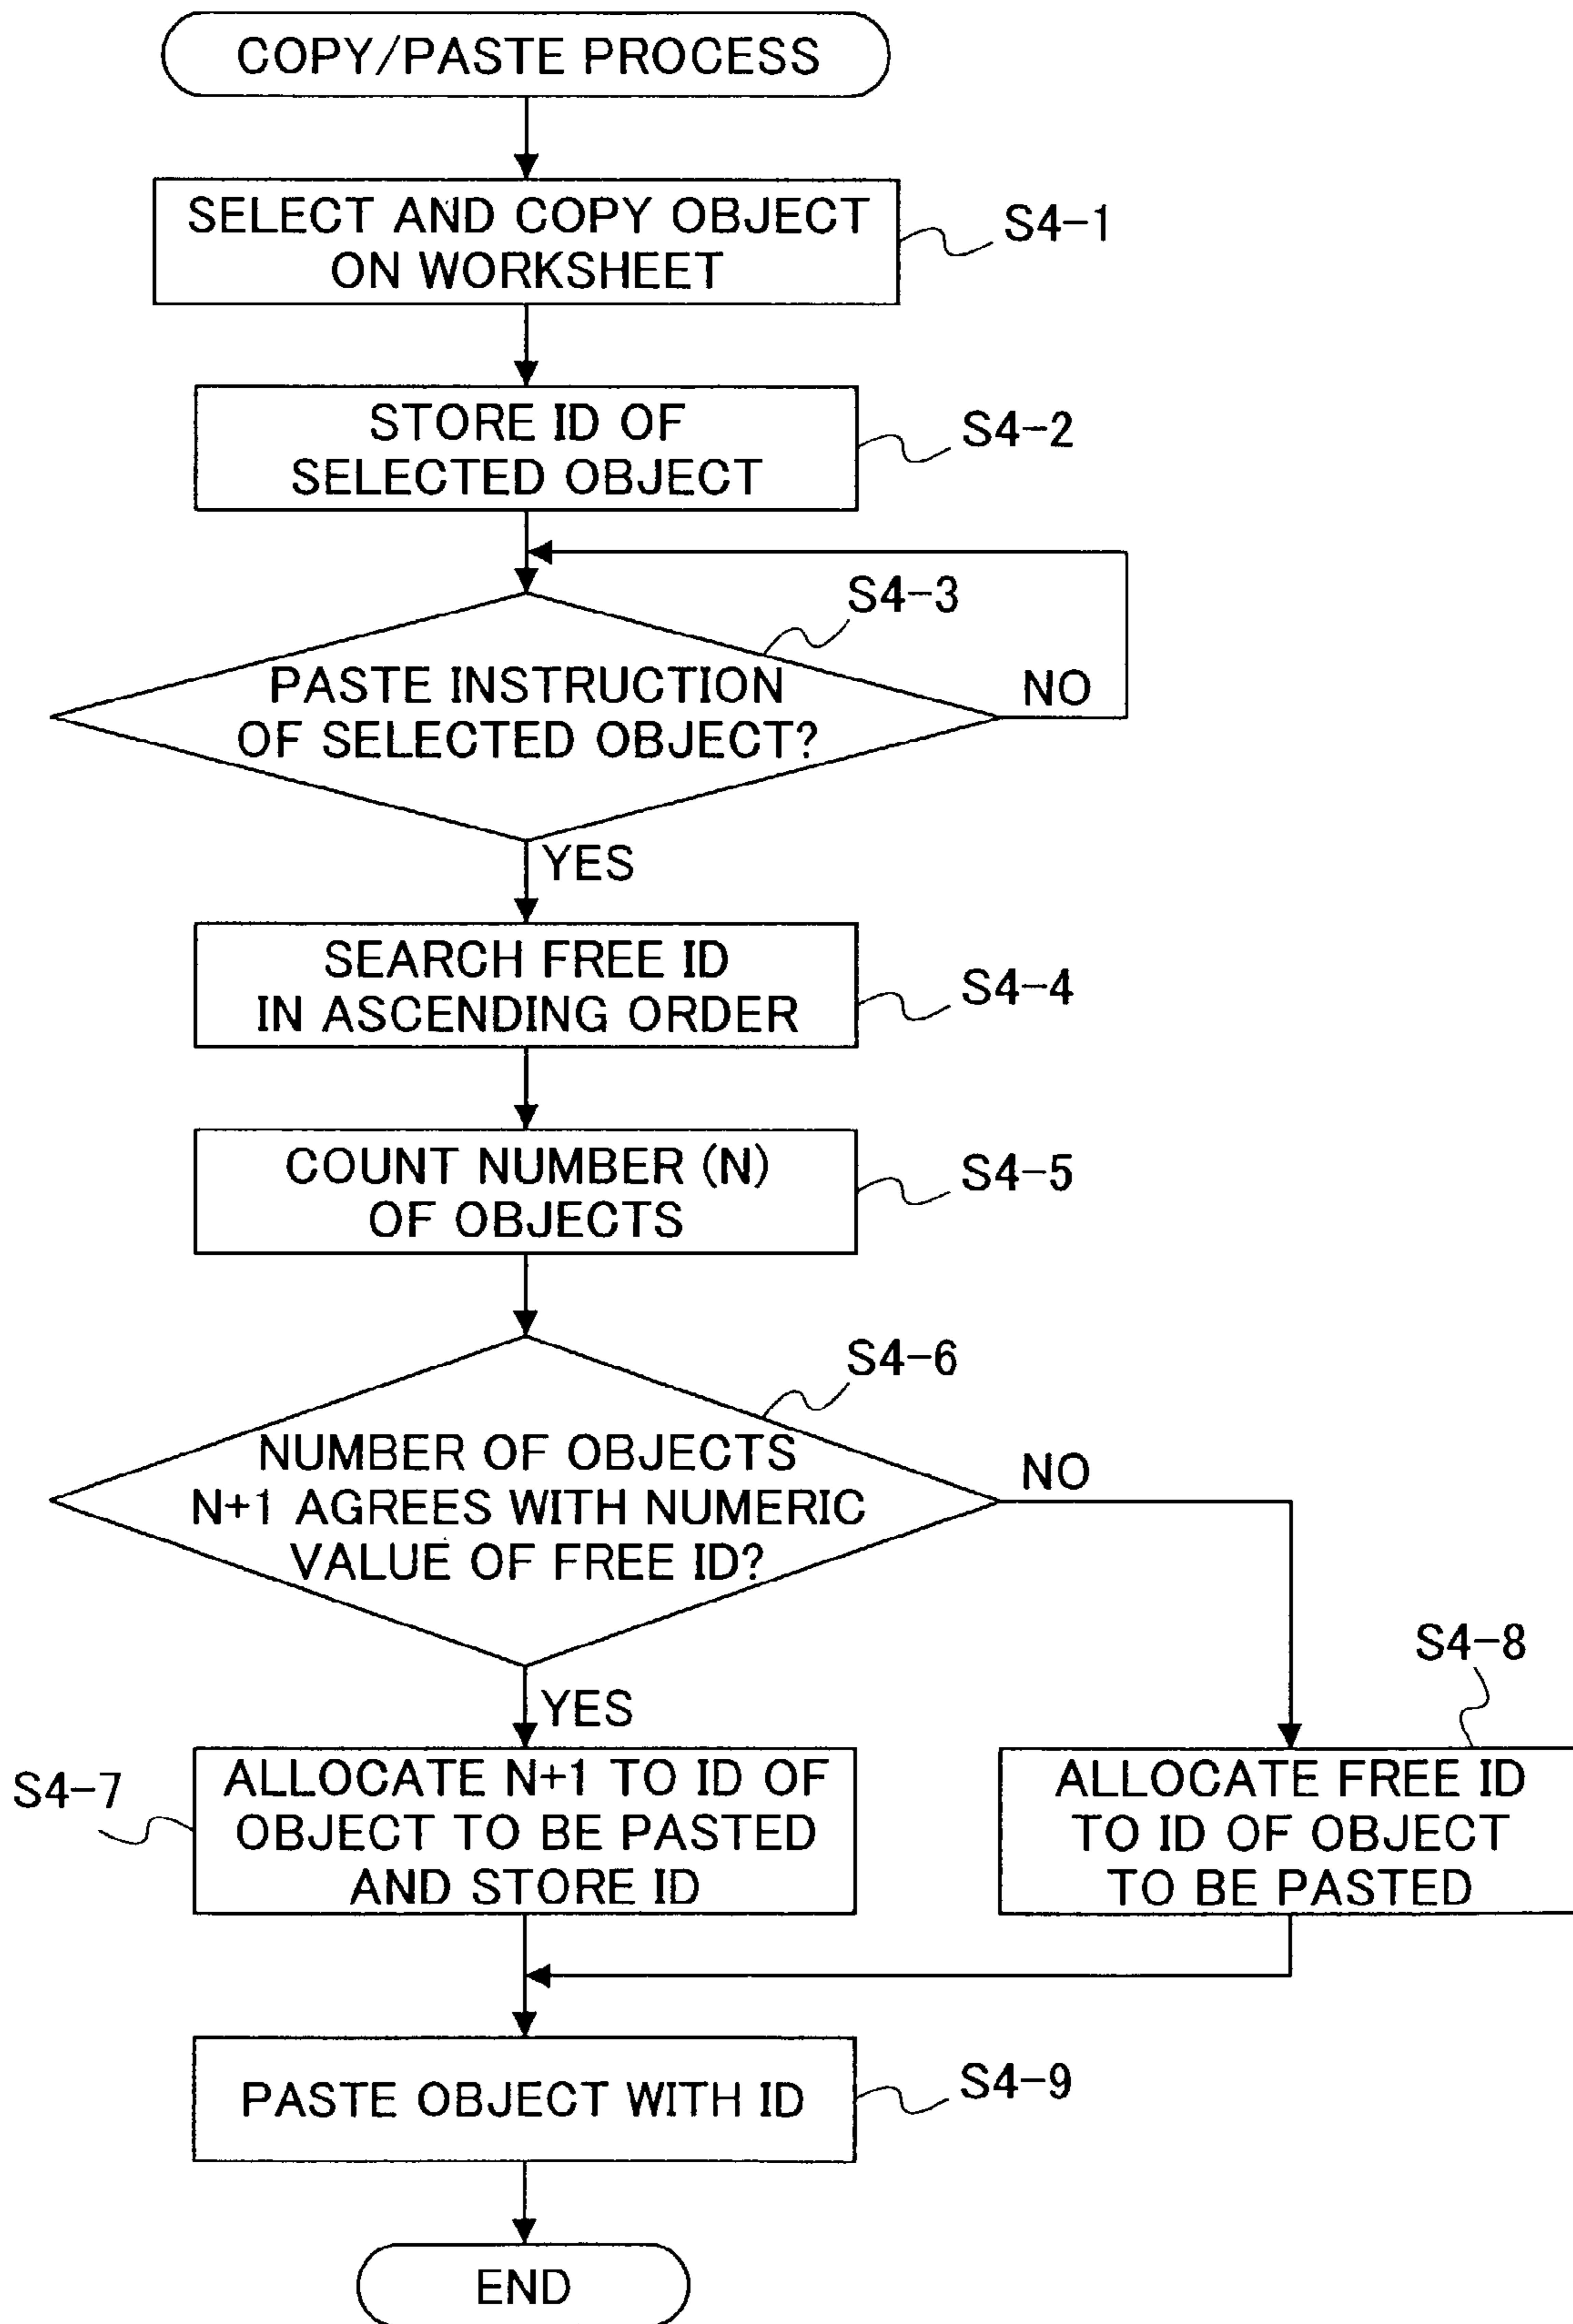 COPY/PASTE PROCESS
SELECT AND COPY OBJECT
ON WORKSHEET
S4-1
STORE ID OF
SELECTED OBJECT
S4-2
S4-3
PASTE INSTRUCTION
OF SELECTED OBJECT?
NO
YES
SEARCH FREE ID
IN ASCENDING ORDER
S4-4
COUNT NUMBER (N)
OF OBJECTS
S4-5
S4-6
NUMBER OF OBJECTS
N+1 AGREES WITH NUMERIC
VALUE OF FREE ID?
NO
YES
S4-7
ALLOCATE N+1 TO ID OF
OBJECT TO BE PASTED
AND STORE ID
S4-8
ALLOCATE FREE ID
TO ID OF OBJECT
TO BE PASTED
PASTE OBJECT WITH ID
S4-9
END